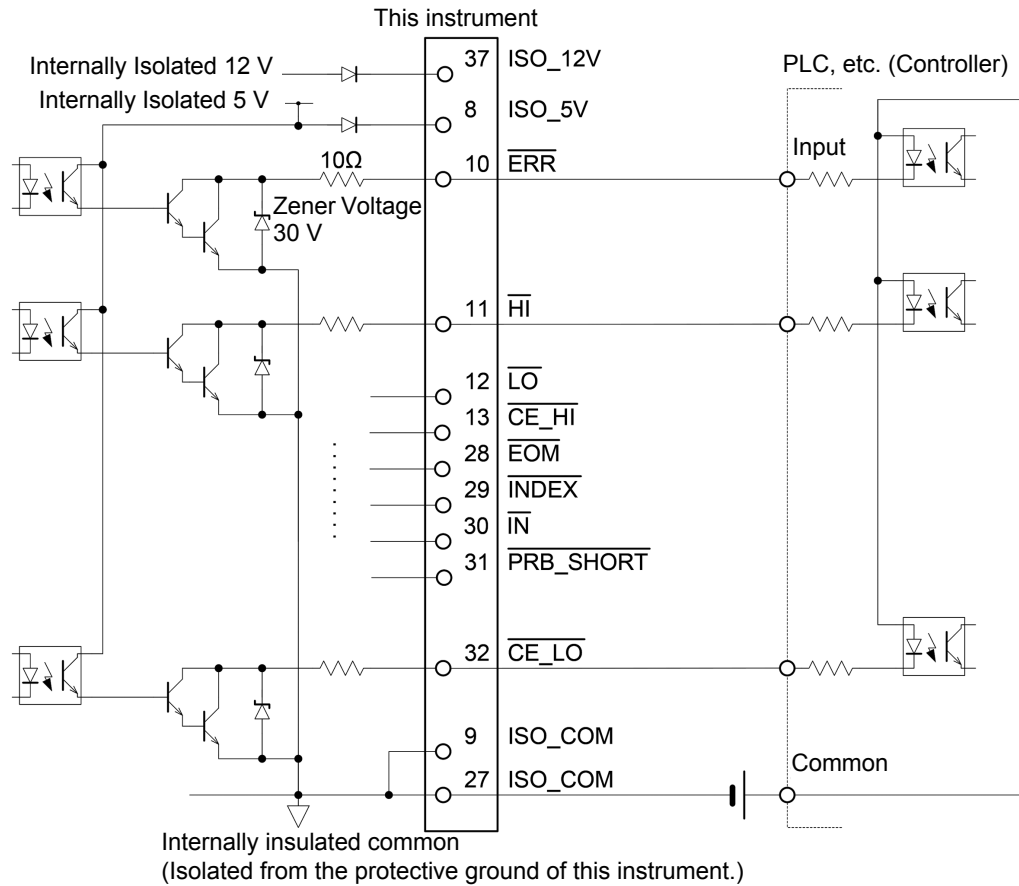 This instrument
Internally Isolated 12 V
37 ISO_12V
PLC, etc. (Controller)
Internally Isolated 5 V
8 ISO_5V
10Ω
10 ERR
Input
Zener Voltage
30 V
11 HI
12 LO
13 CE_HI
28 EOM
29 INDEX
30 IN
31 PRB_SHORT
32 CE_LO
9 ISO_COM
27 ISO_COM
Common
Internally insulated common
(Isolated from the protective ground of this instrument.)